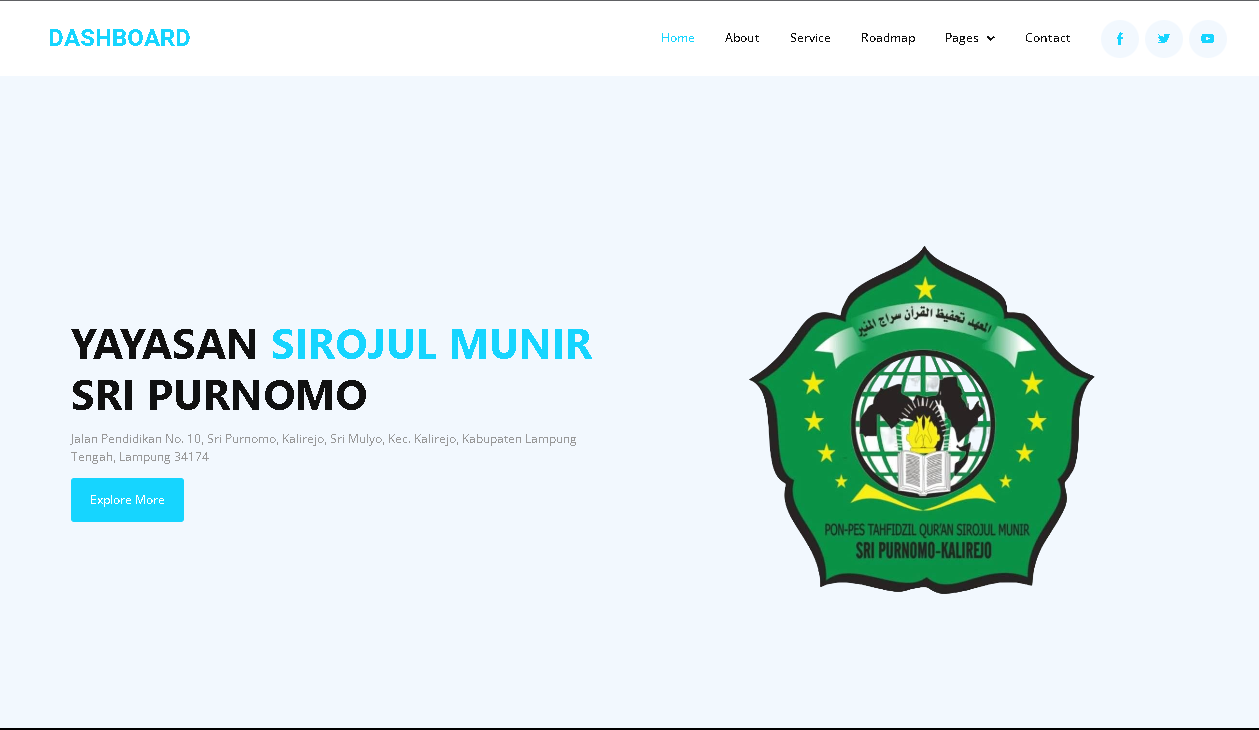 DASHBOARD
Home About Service Roadmap Pages Contact
YAYASAN SIROJUL MUNIR
SRI PURNOMO
Jalan Pendidikan No. 10, Sri Purnomo, Kalirejo, Sri Mulyo, Kec. Kalirejo, Kabupaten Lampung
Tengah, Lampung 34174
Explore More
المعهد تحفيظ القرآن سراج المنير
PON-PES TAHFIDZIL QUR'AN SIROJUL MUNIR
SRI PURNOMO-KALIREJO